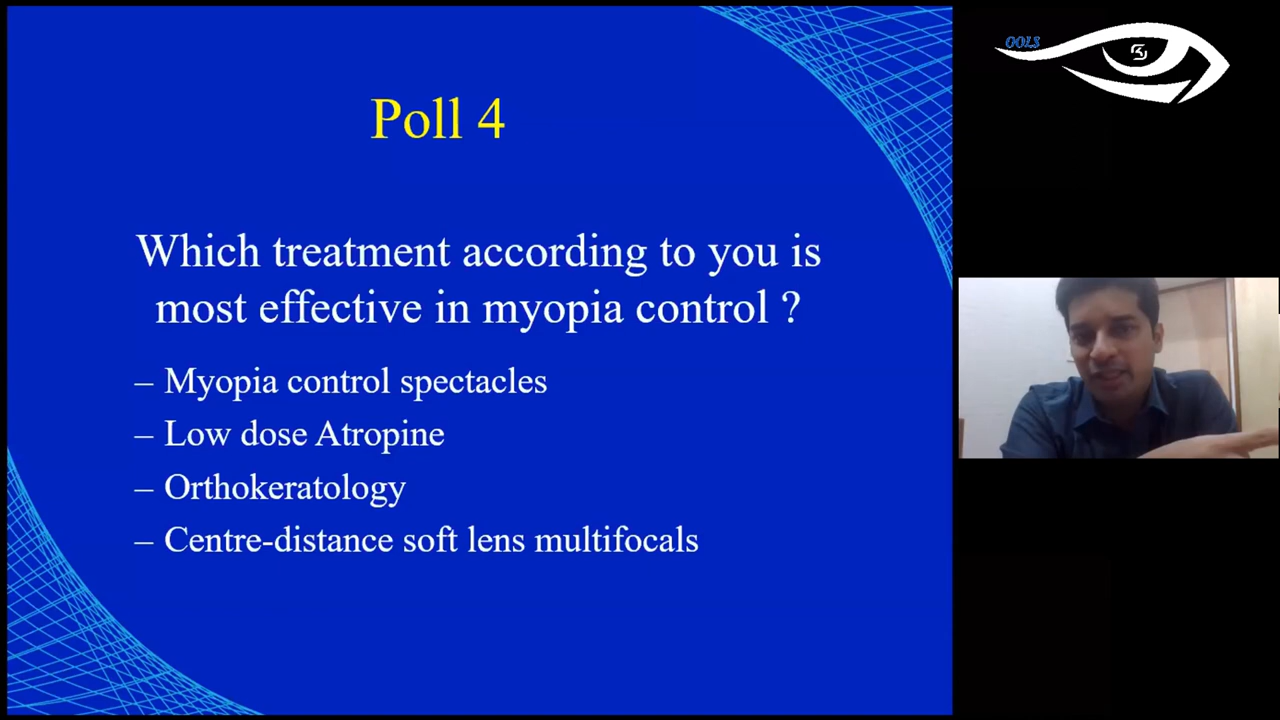 Poll 4
Which treatment according to you is
most effective in myopia control ?
– Myopia control spectacles
– Low dose Atropine
– Orthokeratology
– Centre-distance soft lens multifocals
OOLS